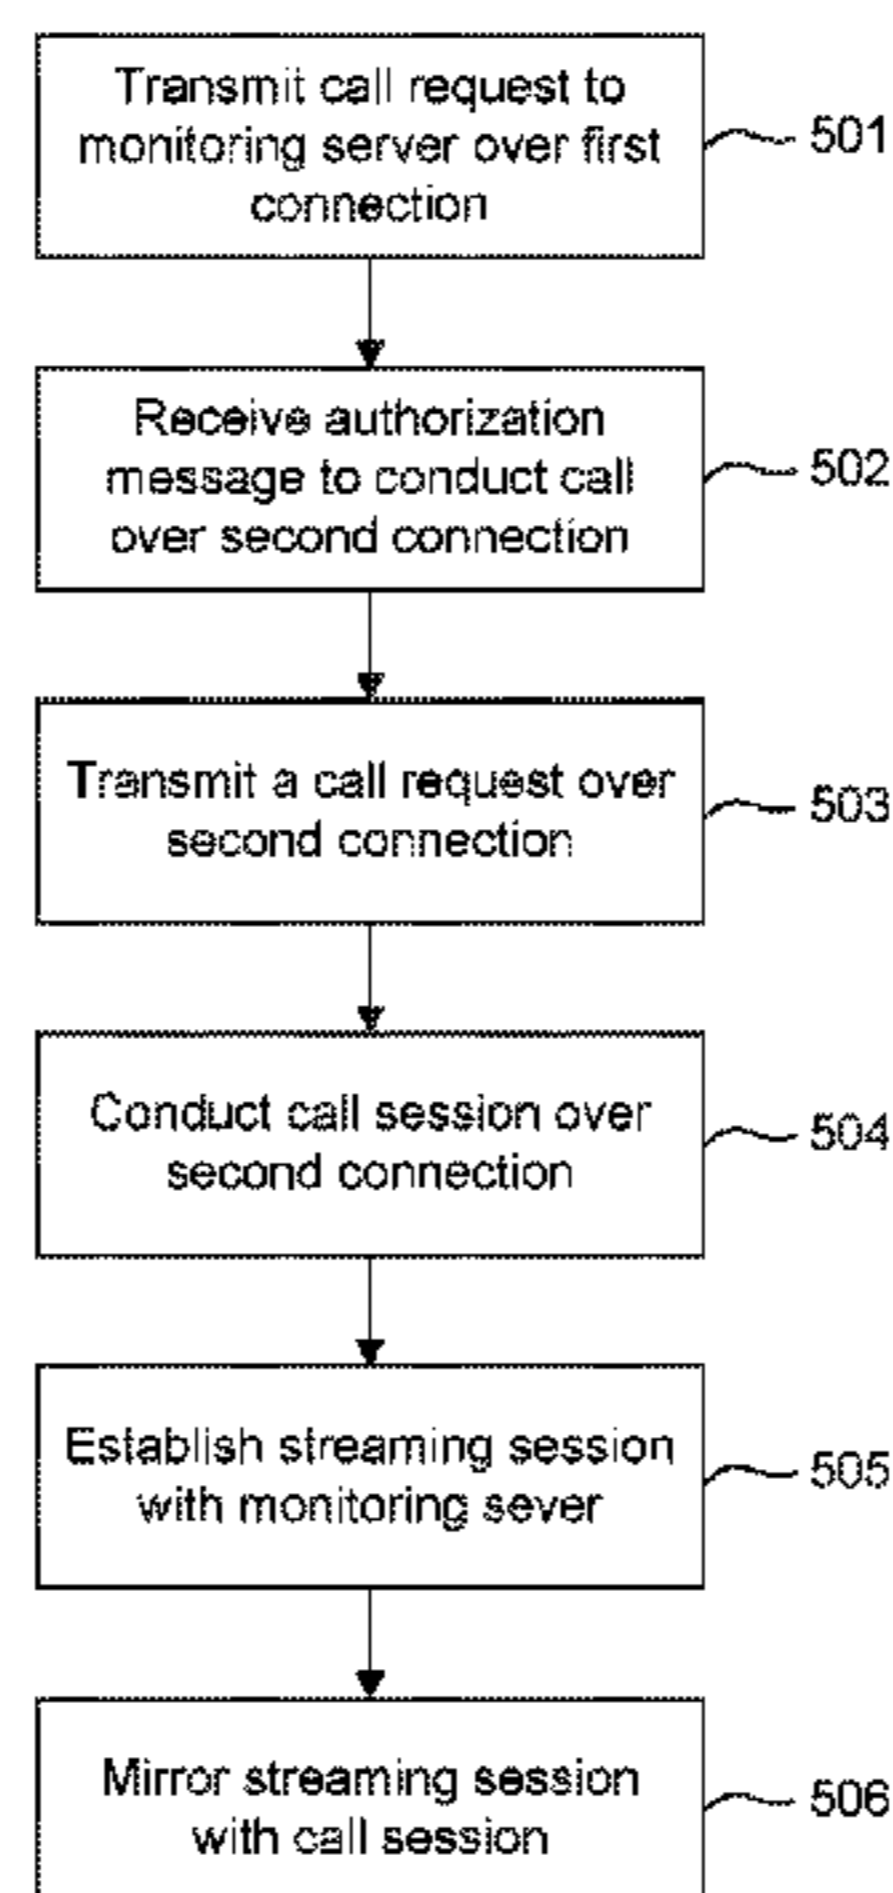 Transmit call request to
monitoring server over first
connection
501
Receive authorization
message to conduct call
over second connection
502
Transmit a call request over
second connection
503
Conduct call session over
second connection
504
Establish streaming session
with monitoring sever
505
Mirror streaming session
with call session
506